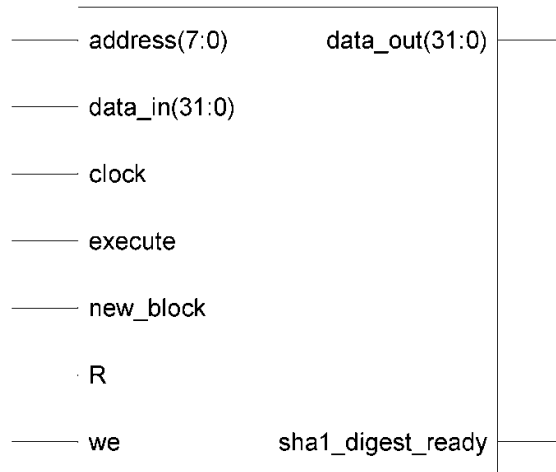 address(7:0) data_out(31:0)
data_in(31:0)
clock
execute
new_block
R
we sha1_digest_ready